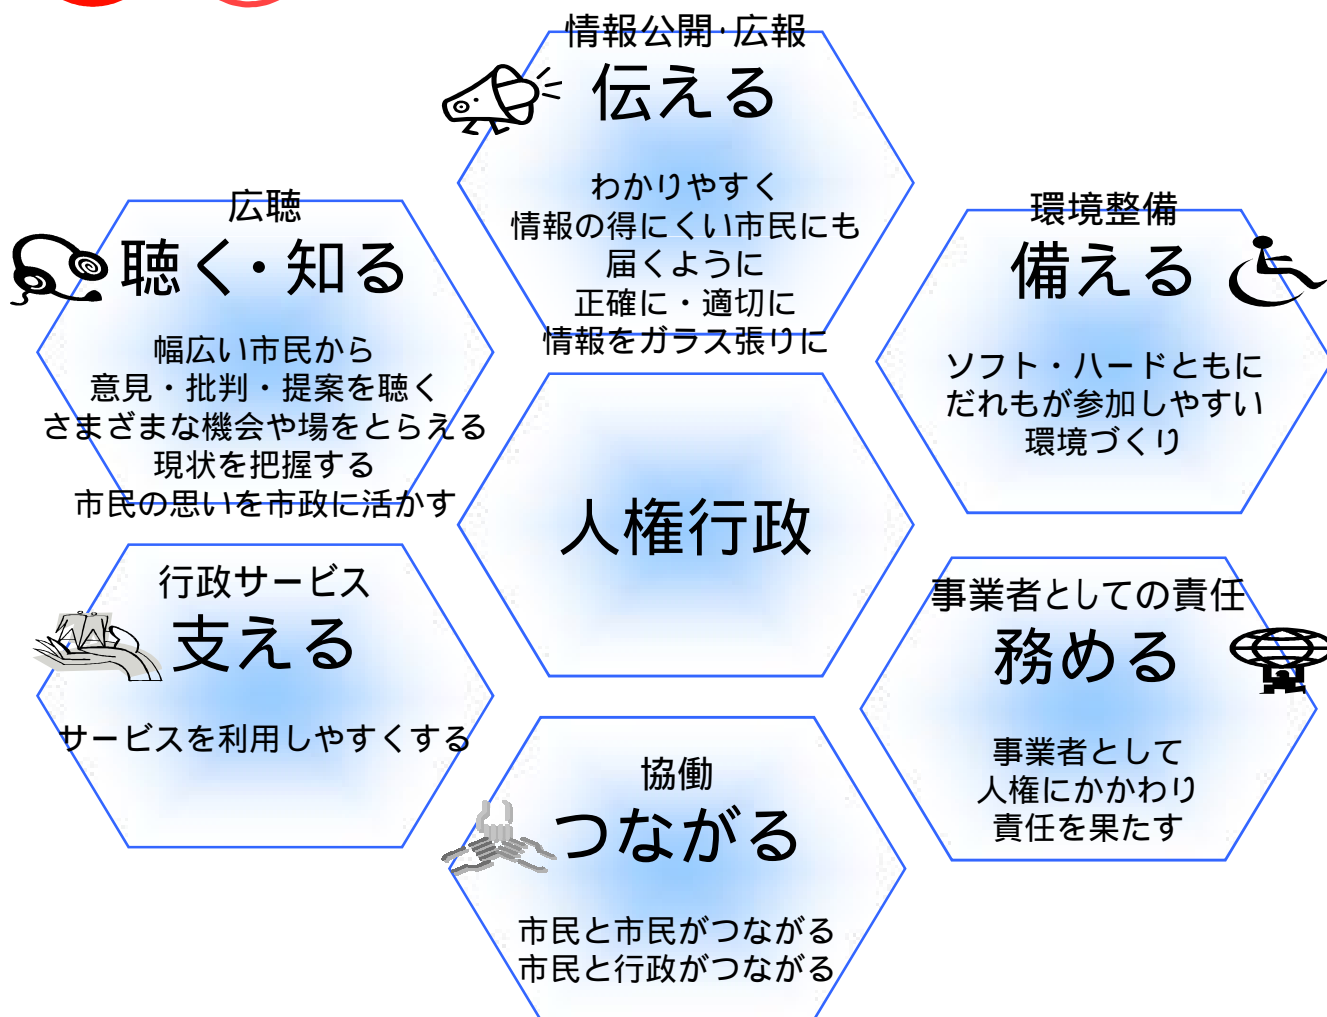 情報公開・広報
伝える
わかりやすく
情報の得にくい市民にも
届くように
正確に・適切に
情報をガラス張りに
広聴
聴く・知る
幅広い市民から
意見・批判・提案を聴く
さまざまな機会や場をとらえる
現状を把握する
市民の思いを市政に活かす
環境整備
備える
ソフト・ハードともに
だれもが参加しやすい
環境づくり
人権行政
行政サービス
支える
サービスを利用しやすくする
事業者としての責任
務める
事業者として
人権にかかわり
責任を果たす
協働
つながる
市民と市民がつながる
市民と行政がつながる